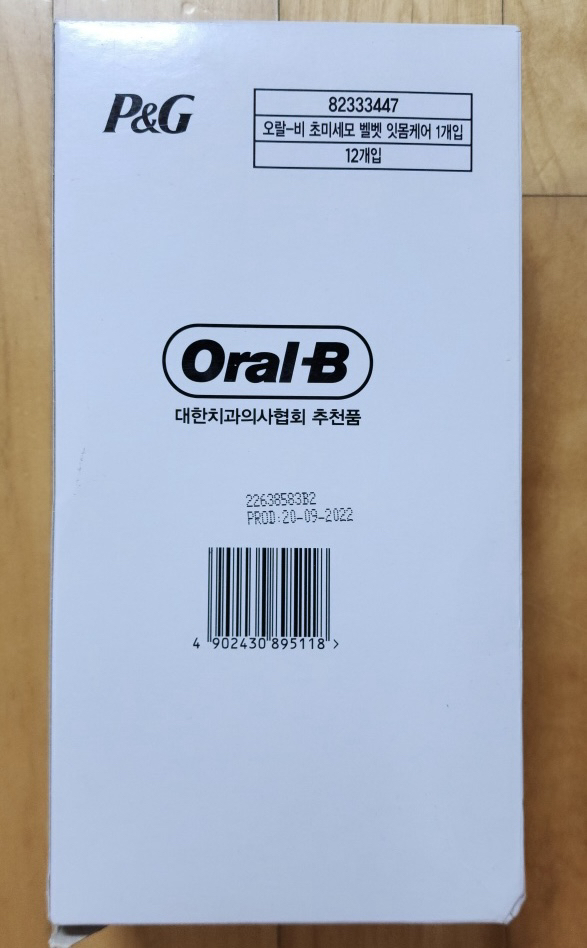 P&G
82333447
오랄-비 초미세모 벨벳 잇몸케어 1개입
12개입
Oral-B
대한치과의사협회 추천품
22638583B2
PROD:20-09-2022
4 902430 895118 >